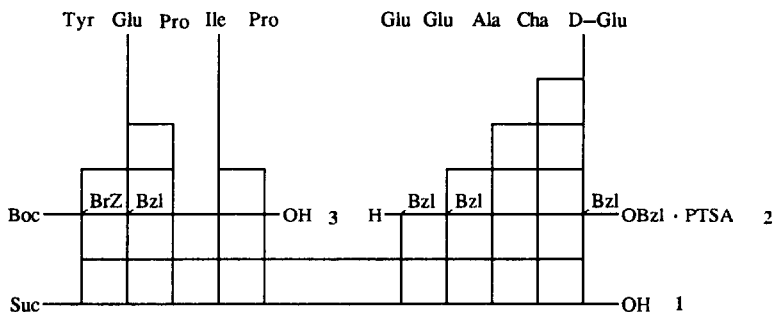 Tyr Glu Pro Ile Pro Glu Glu Ala Cha D–Glu
Boc BrZ Bzl OH 3 H Bzl Bzl Bzl OBzl · PTSA 2
Suc OH 1